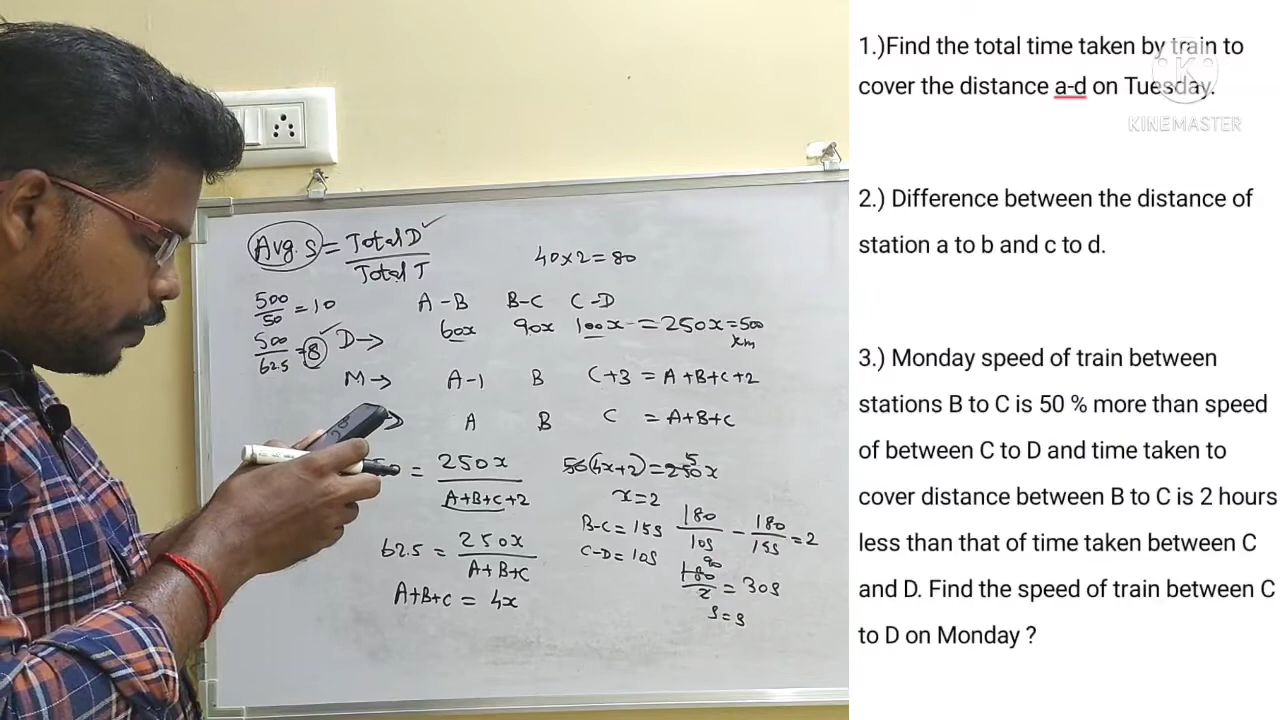 Avg. S = Total D / Total T
40x2=80
500/50 = 10
A-B B-C C-D
500/62.5 = 8
D→ 60x 90x 100x = 250x = 500 km
M→ A-1 B C+3 = A+B+C+2
A B C = A+B+C
= 250x / A+B+C+2
50(4x+2) = 250x 5
x=2
B-C = 15s 180/10s - 180/15s = 2
C-D = 10s
62.5 = 250x / A+B+C
180/2 90 = 30s
A+B+C = 4x
1.)Find the total time taken by train to
cover the distance a-d on Tuesday.
KINEMASTER
2.) Difference between the distance of
station a to b and c to d.
3.) Monday speed of train between
stations B to C is 50 % more than speed
of between C to D and time taken to
cover distance between B to C is 2 hours
less than that of time taken between C
and D. Find the speed of train between C
to D on Monday ?